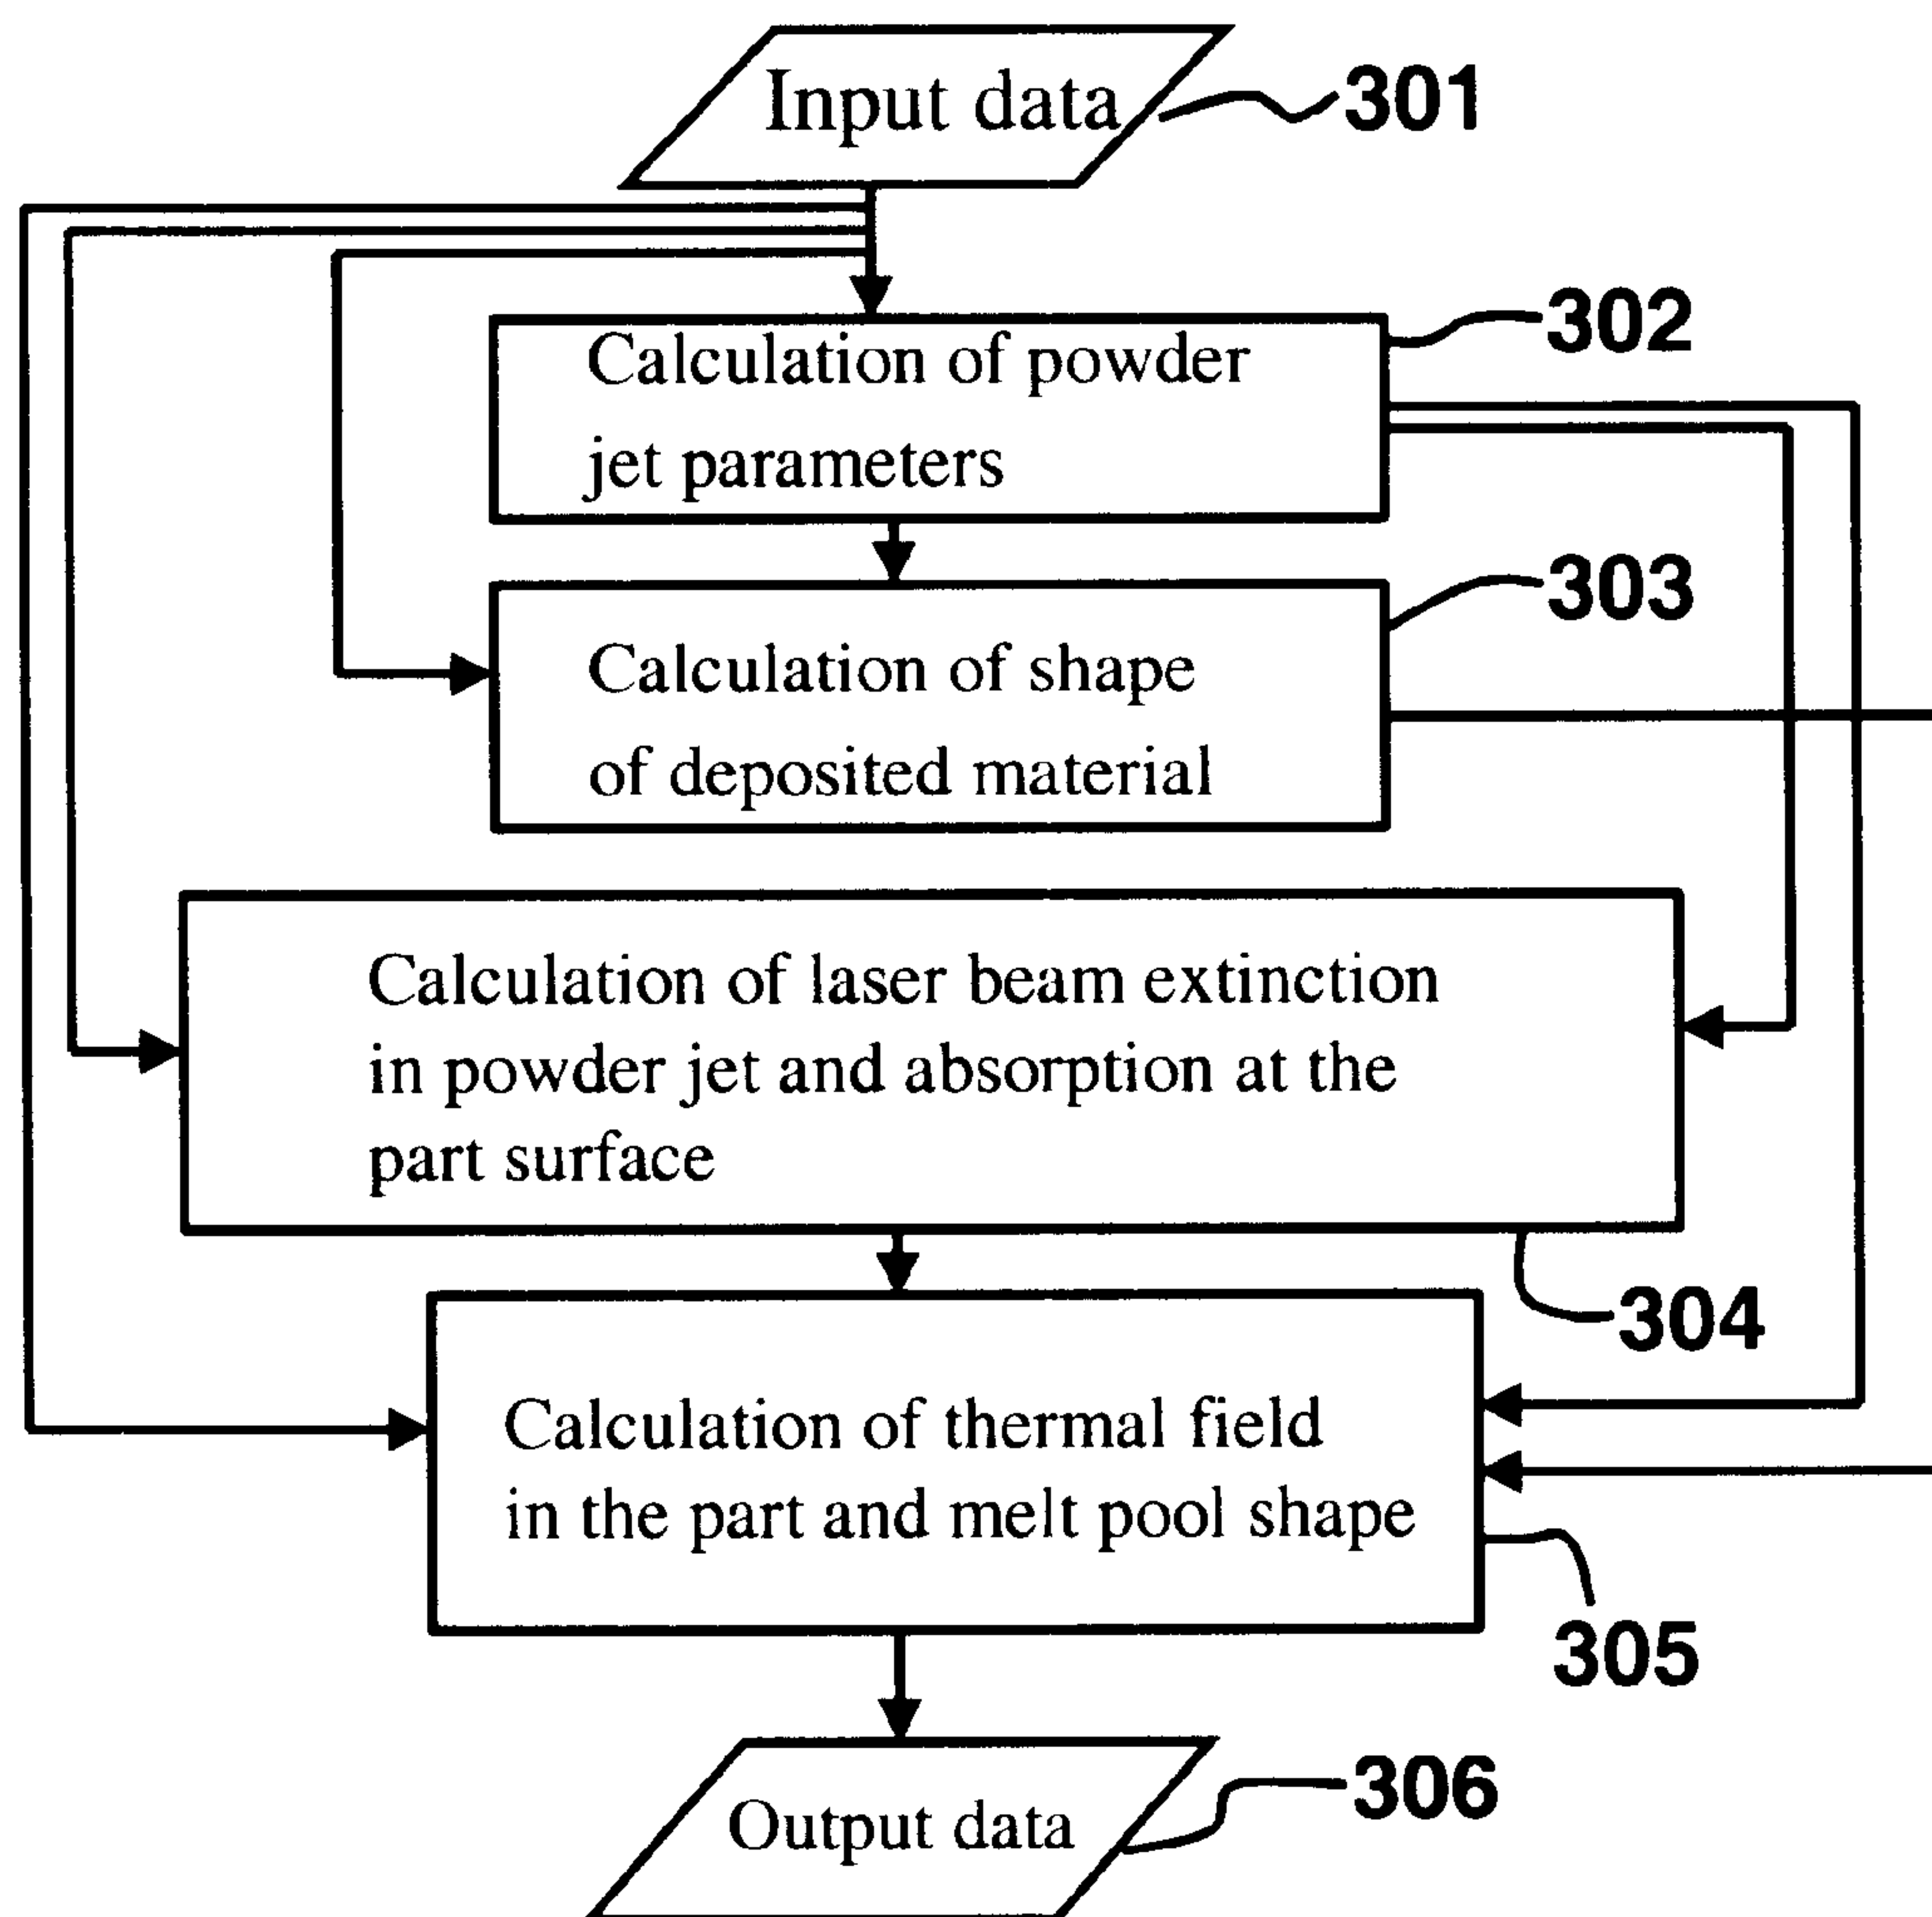 Input data
301
302
Calculation of powder
jet parameters
303
Calculation of shape
of deposited material
Calculation of laser beam extinction
in powder jet and absorption at the
part surface
304
Calculation of thermal field
in the part and melt pool shape
305
306
Output data